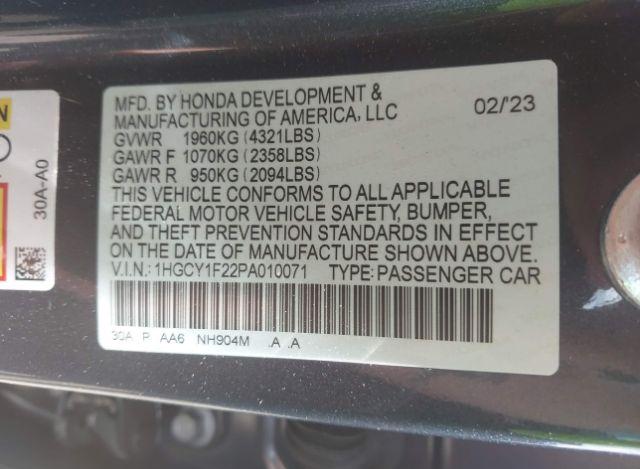 MFD. BY HONDA DEVELOPMENT &
MANUFACTURING OF AMERICA, LLC 02/'23
GVWR 1960KG (4321LBS)
GAWR F 1070KG (2358LBS)
GAWR R 950KG (2094LBS)
THIS VEHICLE CONFORMS TO ALL APPLICABLE
FEDERAL MOTOR VEHICLE SAFETY, BUMPER,
AND THEFT PREVENTION STANDARDS IN EFFECT
ON THE DATE OF MANUFACTURE SHOWN ABOVE.
V.I.N.: 1HGCY1F22PA010071 TYPE: PASSENGER CAR
30A P AA6 NH904M .A .A
30A-A0